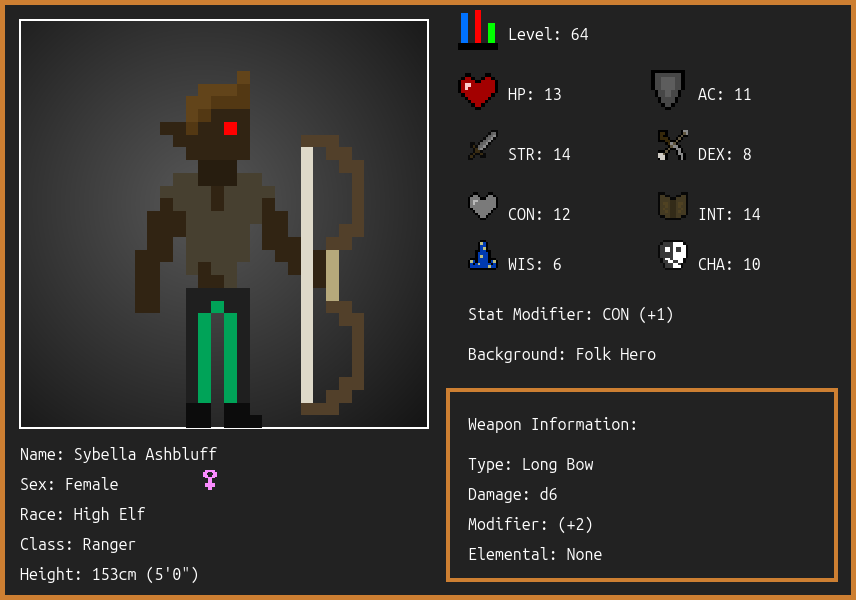 Level: 64
HP: 13
AC: 11
STR: 14
DEX: 8
CON: 12
INT: 14
WIS: 6
CHA: 10
Stat Modifier: CON (+1)
Background: Folk Hero
Weapon Information:
Type: Long Bow
Damage: d6
Modifier: (+2)
Elemental: None
Name: Sybella Ashbluff
Sex: Female
Race: High Elf
Class: Ranger
Height: 153cm (5'0")